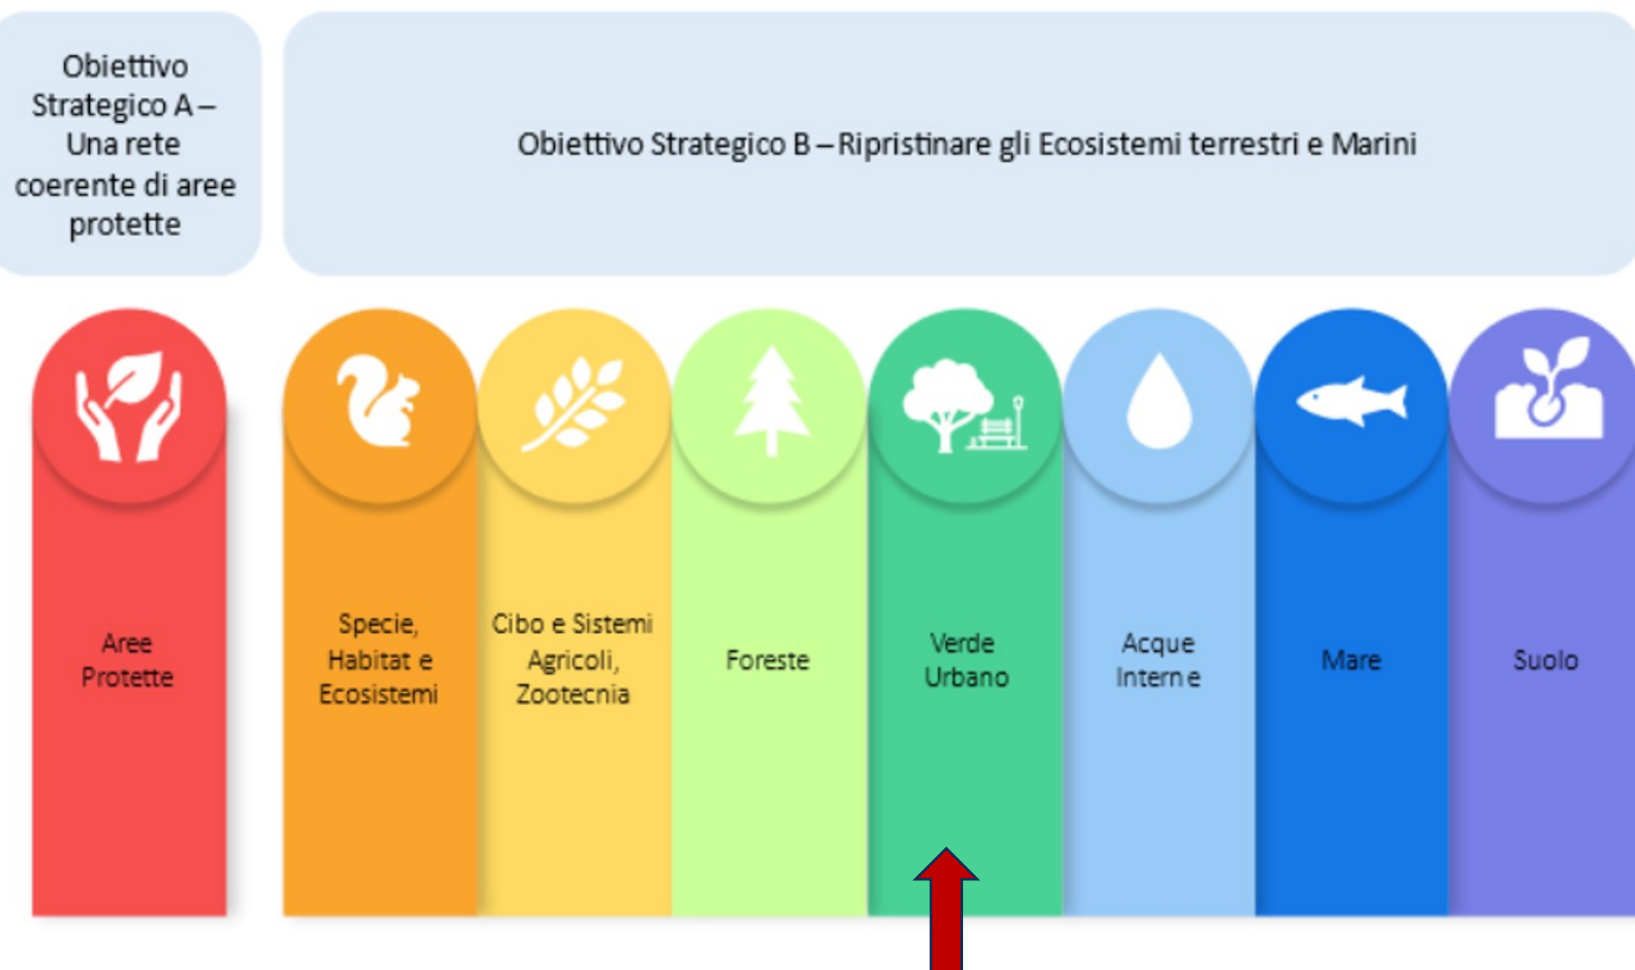 Obiettivo
Strategico A –
Una rete
coerente di aree
protette
Obiettivo Strategico B – Ripristinare gli Ecosistemi terrestri e Marini
Aree
Protette
Specie,
Habitat e
Ecosistemi
Cibo e Sistemi
Agricoli,
Zootecnia
Foreste
Verde
Urbano
Acque
Interne
Mare
Suolo